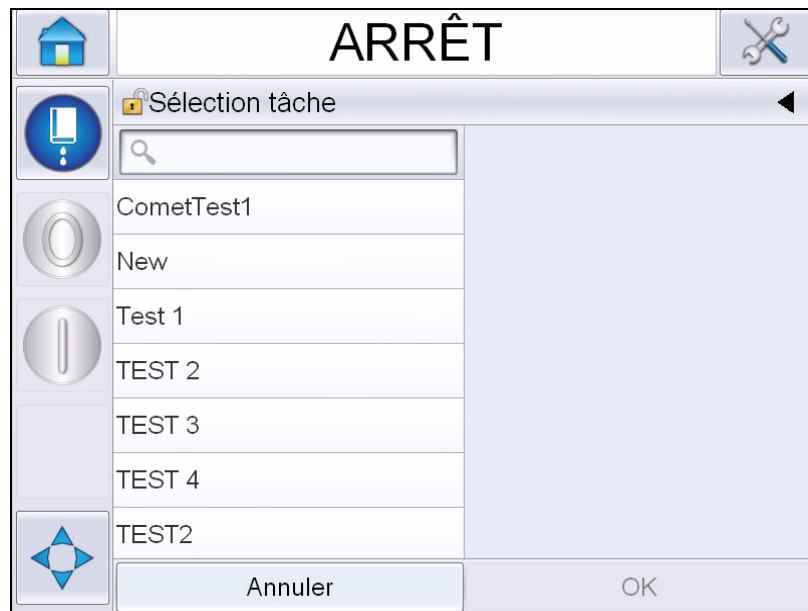 ARRÊT
Sélection tâche
CometTest1
New
Test 1
TEST 2
TEST 3
TEST 4
TEST2
Annuler
OK